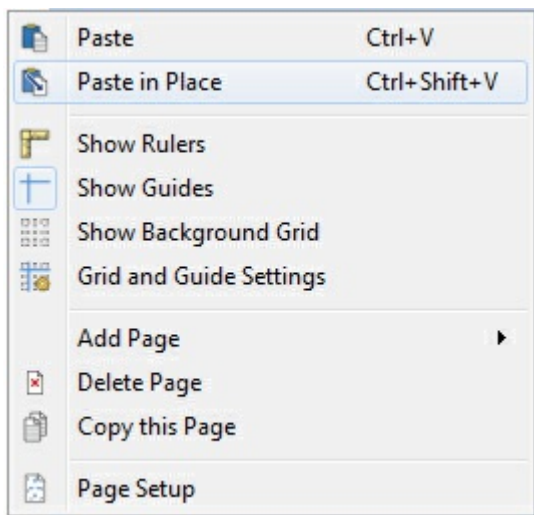 Paste Ctrl+V
Paste in Place Ctrl+Shift+V
Show Rulers
Show Guides
Show Background Grid
Grid and Guide Settings
Add Page
Delete Page
Copy this Page
Page Setup